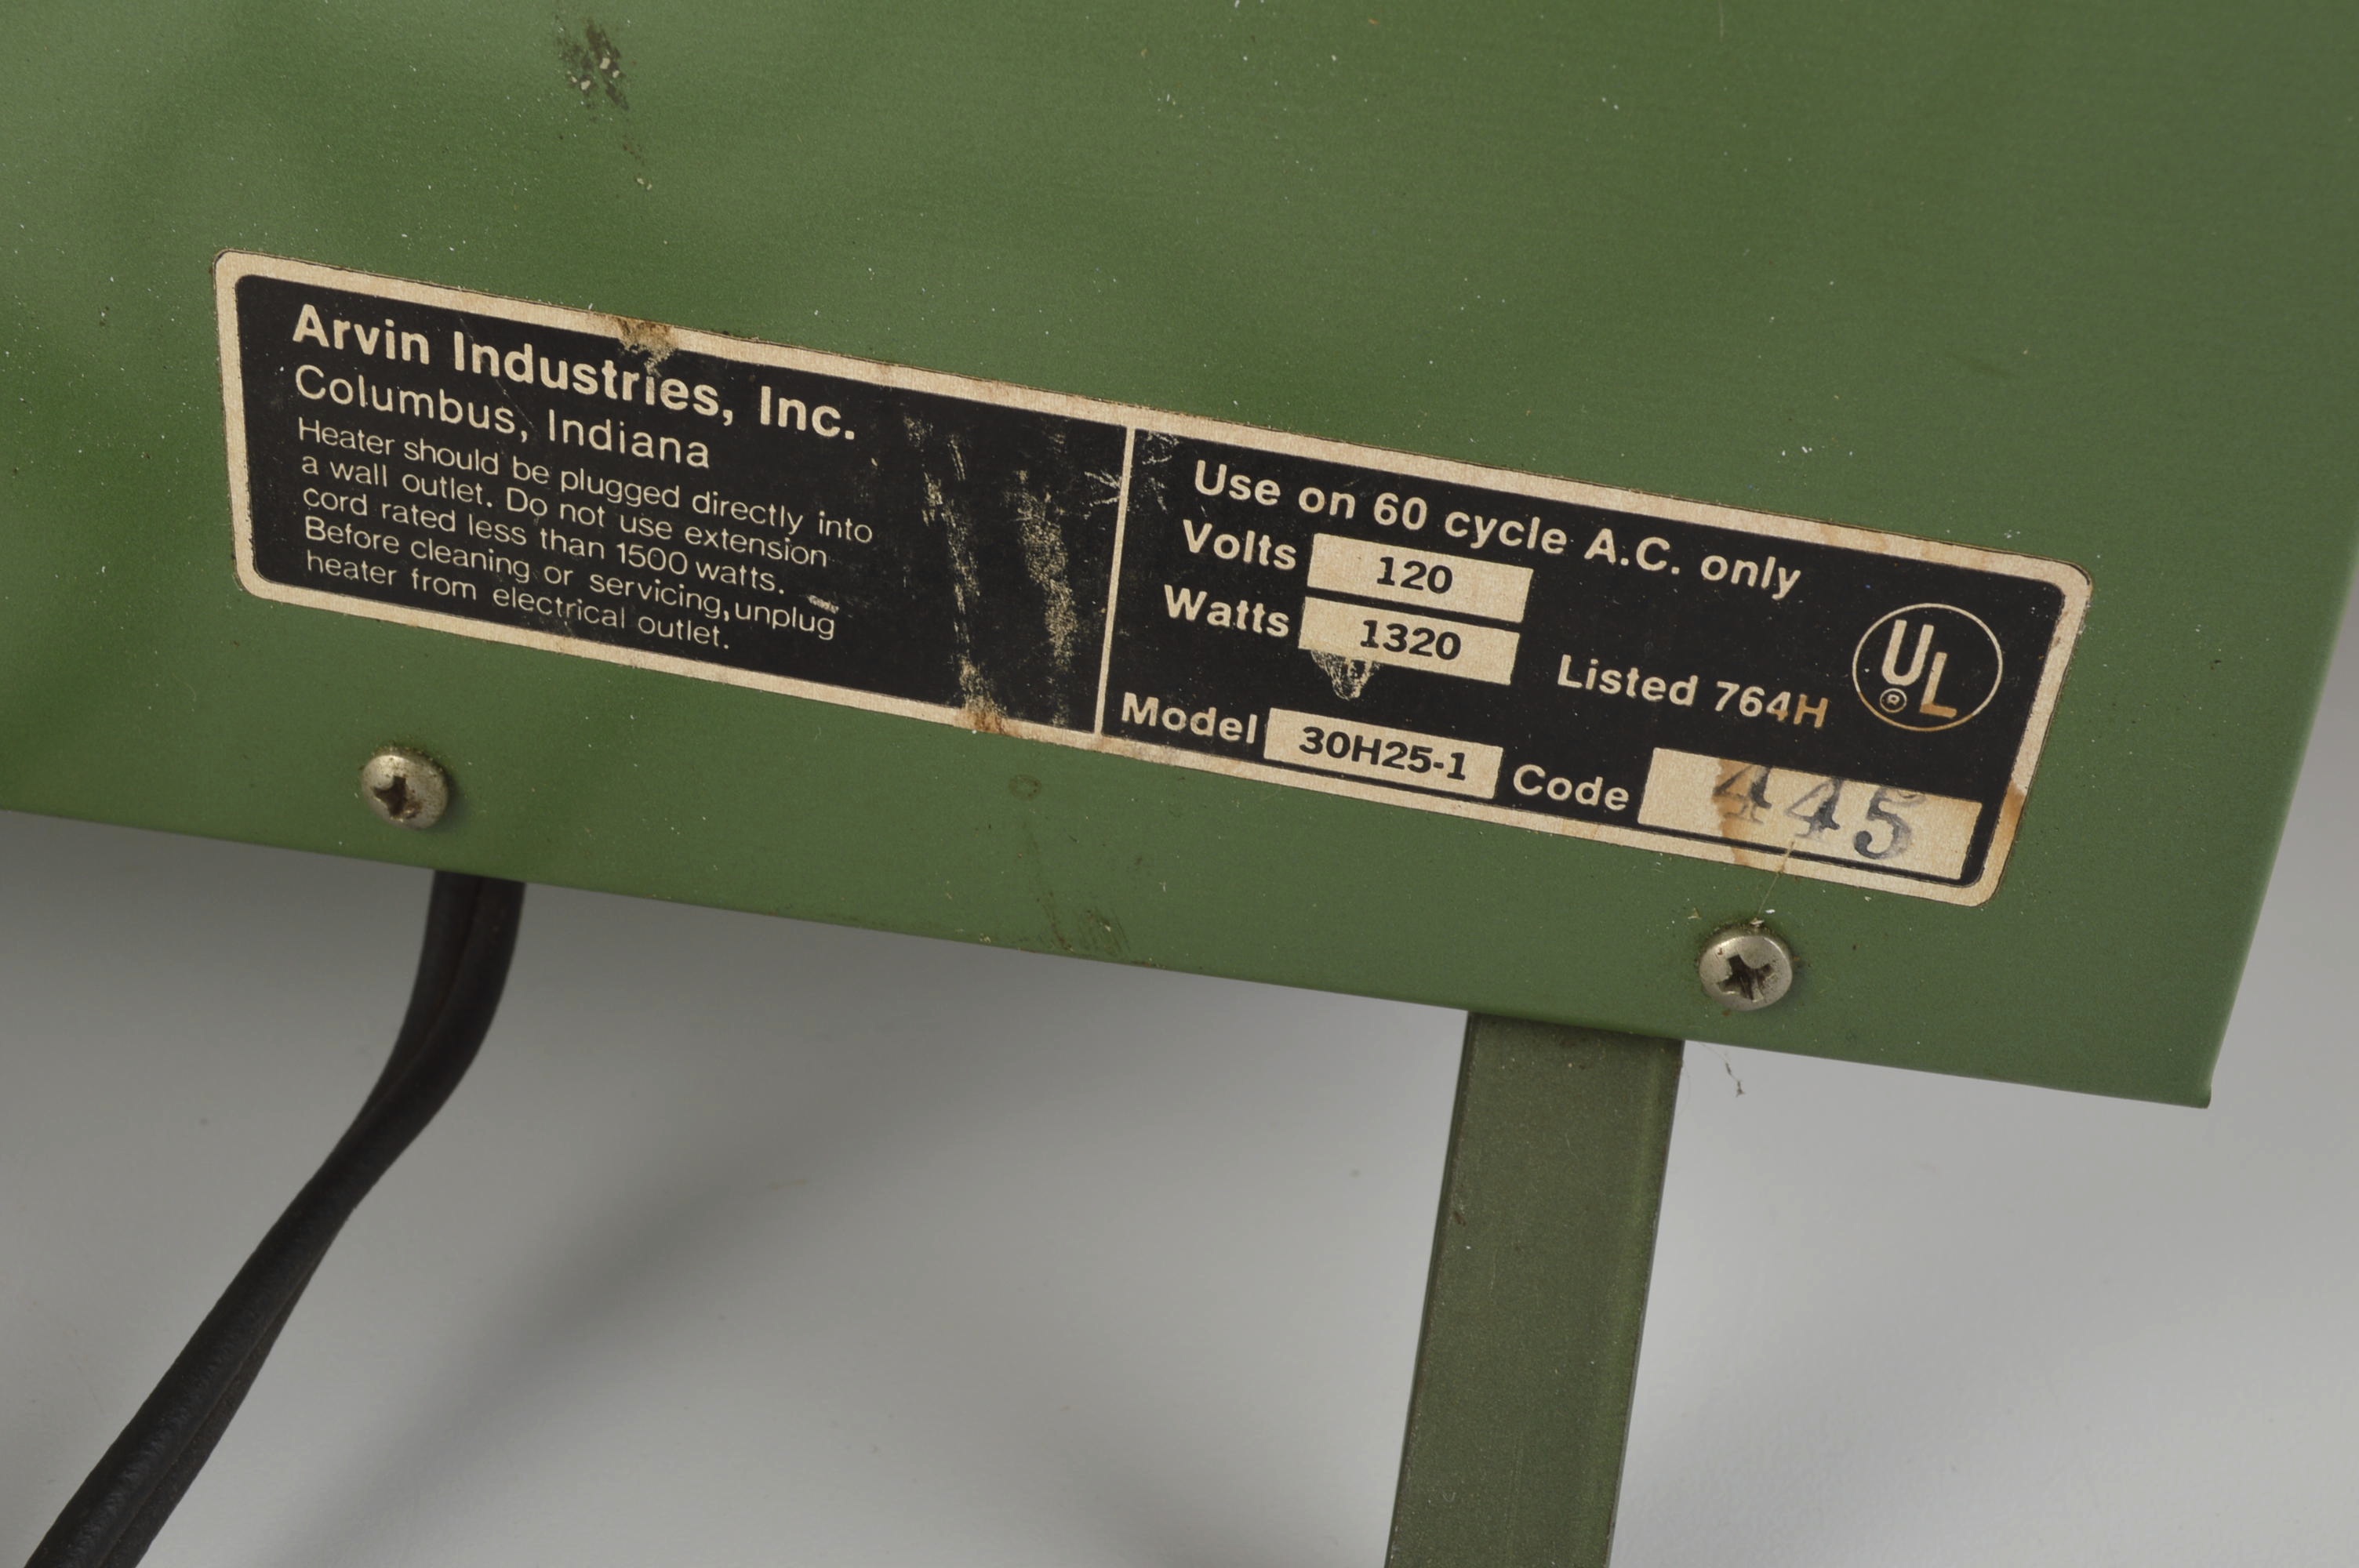 Arvin Industries, Inc.
Columbus, Indiana
Heater should be plugged directly into
a wall outlet. Do not use extension
cord rated less than 1500 watts.
Before cleaning or servicing, unplug
heater from electrical outlet.
Use on 60 cycle A.C. only
Volts 120
Watts 1320
Listed 764H UL ®
Model 30H25-1 Code 445